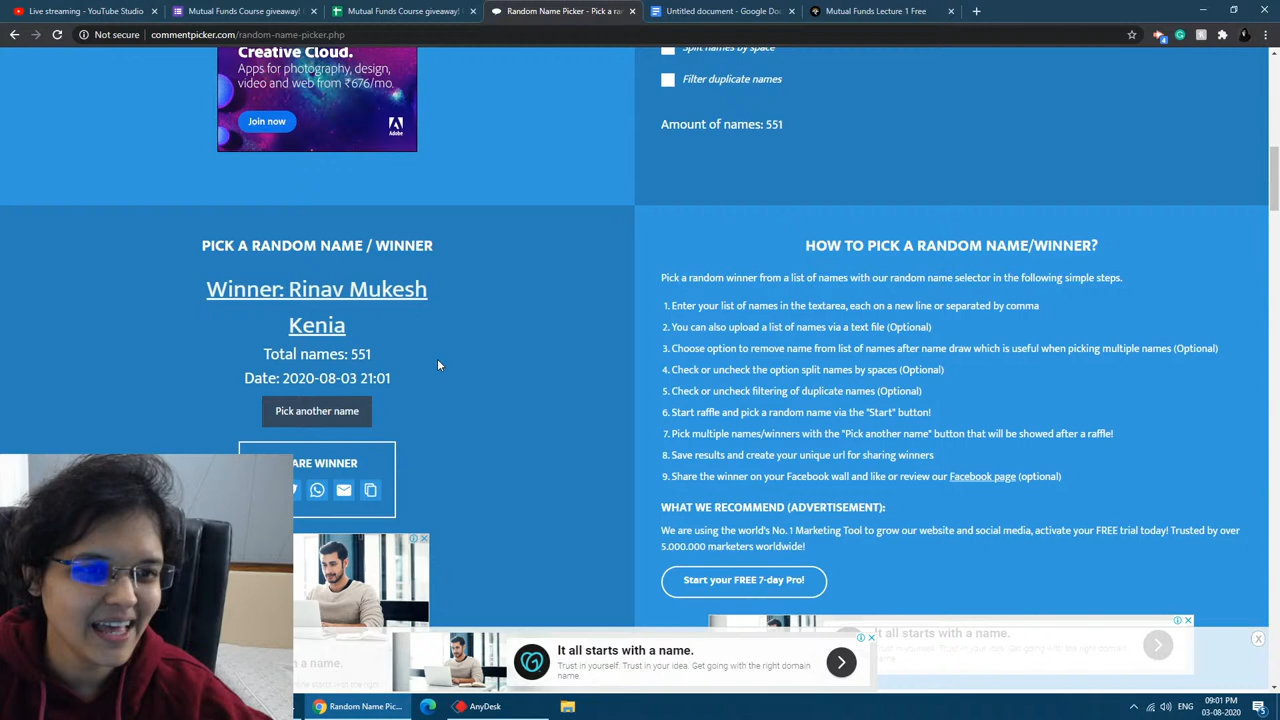 Live streaming - YouTube Studio
Mutual Funds Course giveaway!
Mutual Funds Course giveaway!
Random Name Picker - Pick a r
Untitled document - Google Doc
Mutual Funds Lecture 1 Free
Not secure | commentpicker.com/random-name-picker.php
Creative Cloud.
Apps for photography, design,
video and web from ₹676/mo.
Join now
Adobe
Split names by space
Filter duplicate names
Amount of names: 551
PICK A RANDOM NAME / WINNER
Winner: Rinav Mukesh
Kenia
Total names: 551
Date: 2020-08-03 21:01
Pick another name
ARE WINNER
HOW TO PICK A RANDOM NAME/WINNER?
Pick a random winner from a list of names with our random name selector in the following simple steps.
1. Enter your list of names in the textarea, each on a new line or separated by comma
2. You can also upload a list of names via a text file (Optional)
3. Choose option to remove name from list of names after name draw which is useful when picking multiple names (Optional)
4. Check or uncheck the option split names by spaces (Optional)
5. Check or uncheck filtering of duplicate names (Optional)
6. Start raffle and pick a random name via the "Start" button!
7. Pick multiple names/winners with the "Pick another name" button that will be showed after a raffle!
8. Save results and create your unique url for sharing winners
9. Share the winner on your Facebook wall and like or review our Facebook page (optional)
WHAT WE RECOMMEND (ADVERTISEMENT):
We are using the world's No. 1 Marketing Tool to grow our website and social media, activate your FREE trial today! Trusted by over
5.000.000 marketers worldwide!
Start your FREE 7-day Pro!
It all starts with a name.
Trust in yourself. Trust in your idea. Get going with the right domain
name.
t all starts with a name.
h a name.
Random Name Pic...
AnyDesk
ENG
09:01 PM
03-08-2020